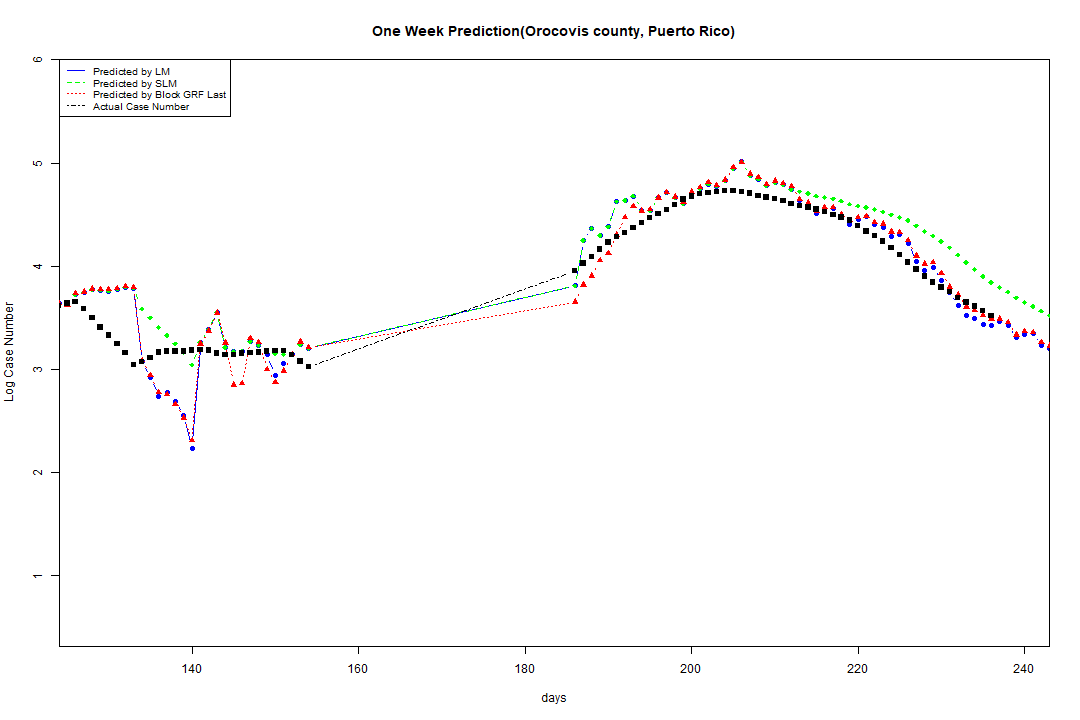 One Week Prediction(Orocovis county, Puerto Rico)
Predicted by LM
Predicted by SLM
Predicted by Block GRF Last
Actual Case Number
6
5
4
3
2
1
Log Case Number
140 160 180 200 220 240
days